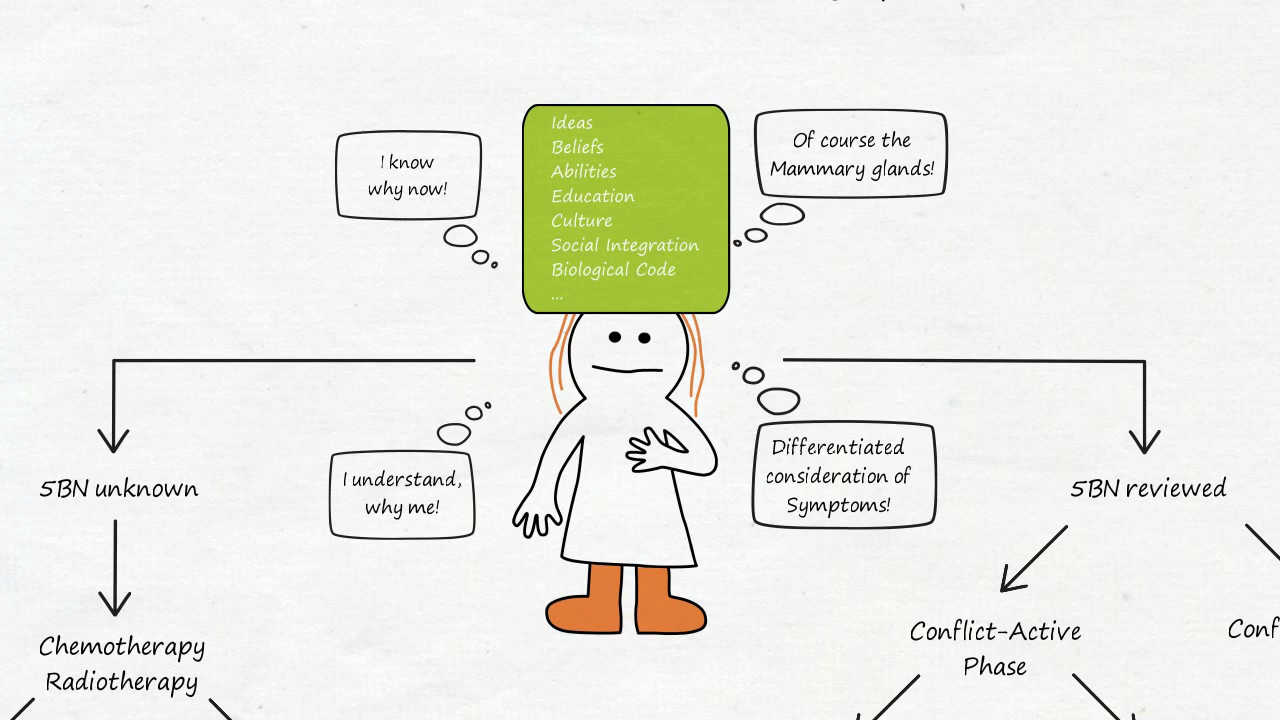 Ideas
Beliefs
Abilities
Education
Culture
Social Integration
Biological Code
...
I know
why now!
Of course the
Mammary glands!
I understand,
why me!
Differentiated
consideration of
Symptoms!
5BN unknown
5BN reviewed
Chemotherapy
Radiotherapy
Conflict-Active
Phase
Conf